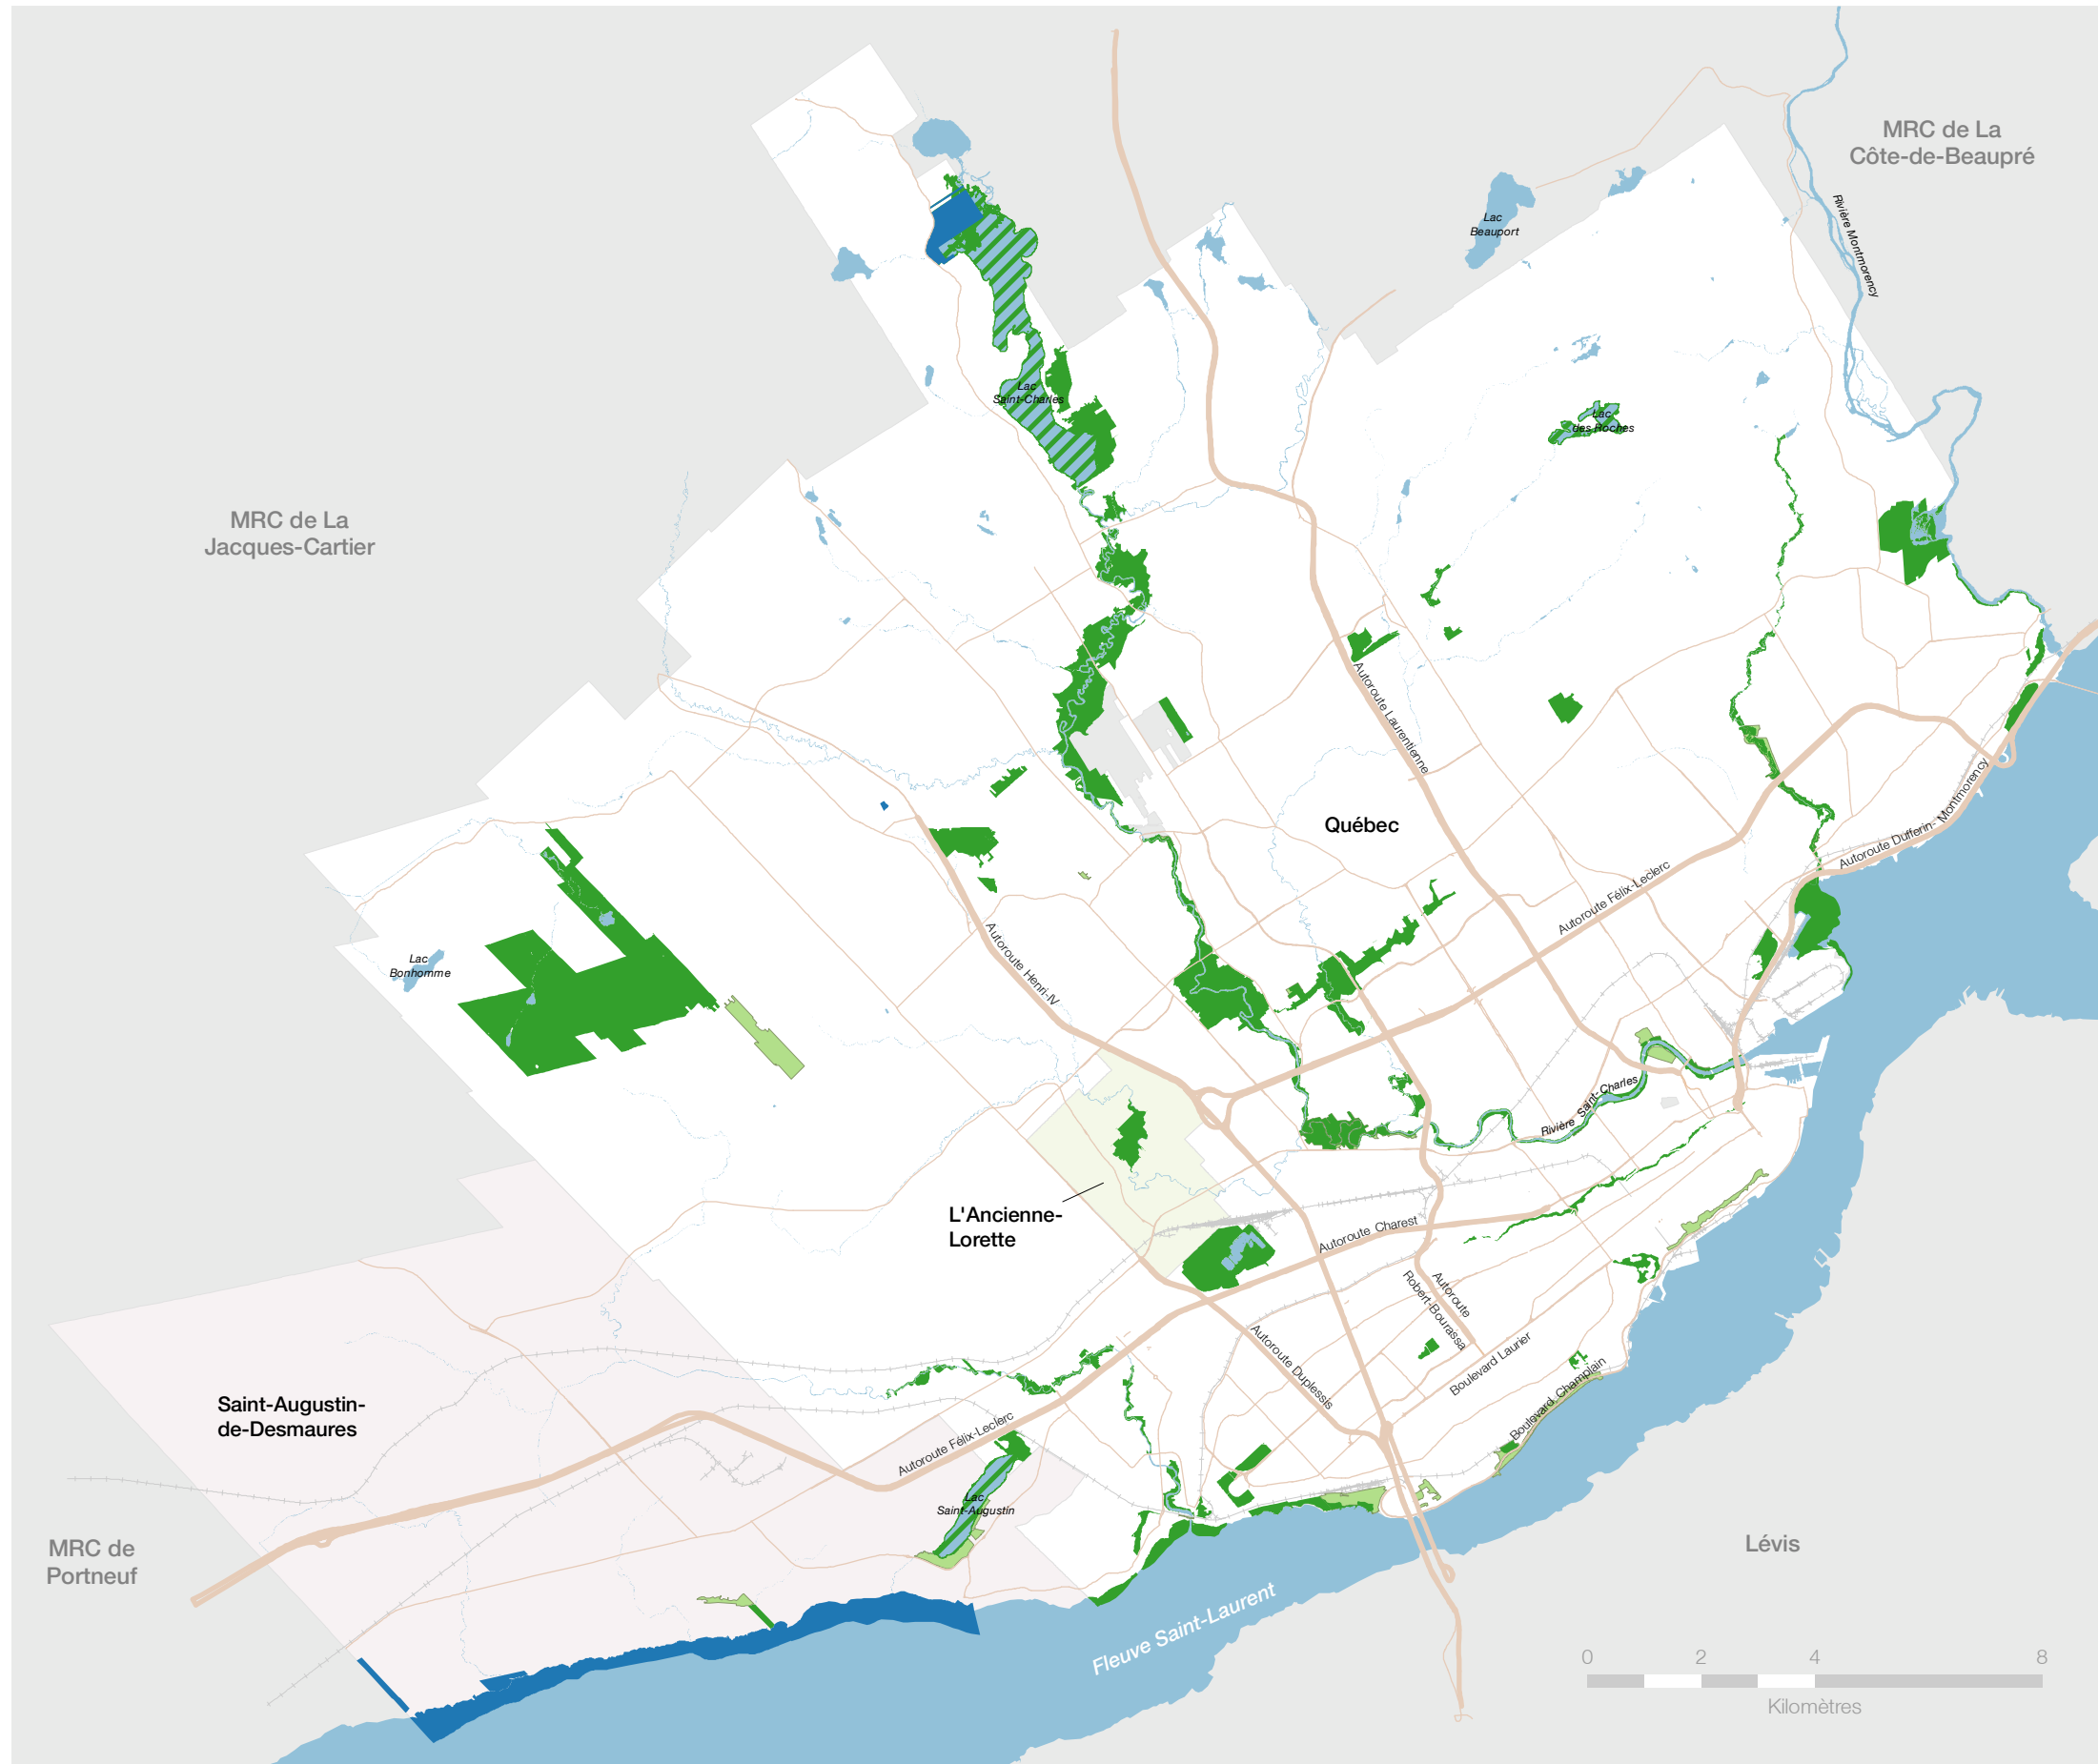 MRC de La
Côte-de-Beaupré
Rivière Montmorency
Lac
Beauport
Lac
Saint-Charles
Lac
des Roches
MRC de La
Jacques-Cartier
Autoroute Laurentienne
Québec
Autoroute Dufferin-Montmorency
Autoroute Félix-Leclerc
Autoroute Henri-IV
Lac
Bonhomme
Rivière Saint-Charles
L'Ancienne-
Lorette
Autoroute Charest
Autoroute
Robert-Bourassa
Autoroute Duplessis
Boulevard Laurier
Boulevard Champlain
Saint-Augustin-
de-Desmaures
Autoroute Félix-Leclerc
Lac
Saint-Augustin
MRC de
Portneuf
Lévis
Fleuve Saint-Laurent
0 2 4 8
Kilomètres